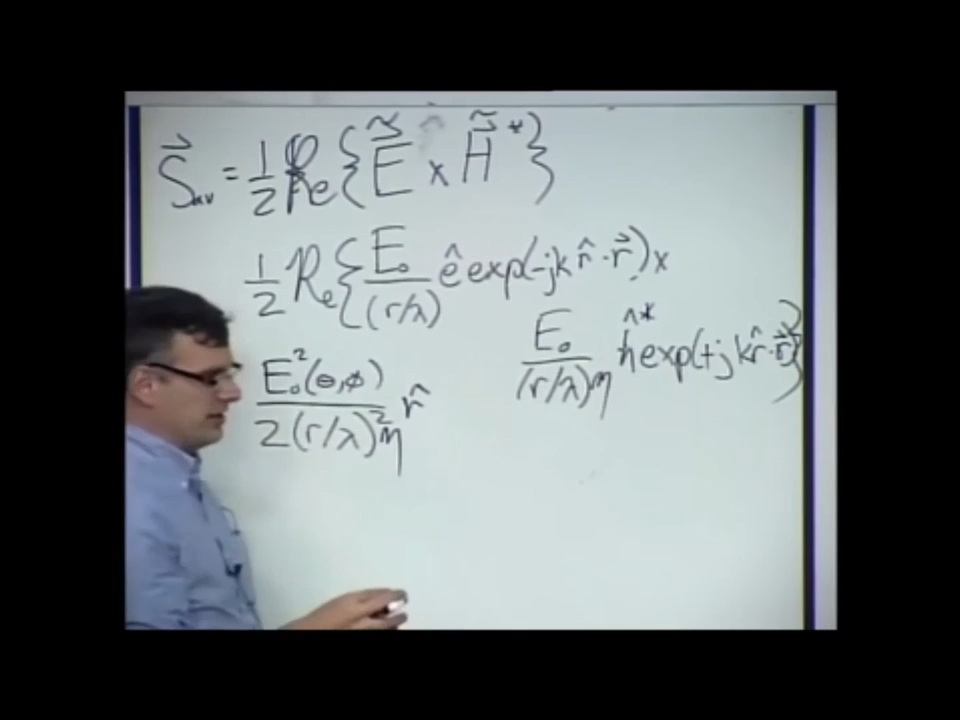 S⃗av = 1/2 Re{Ẽ⃗ × H̃⃗*}
1/2 Re{E₀/(r/λ) ê exp(-jk r̂·r⃗) ×
E₀/((r/λ)η) ĥ* exp(+jk r̂·r⃗)}
E₀²(θ,φ)/(2(r/λ)²η) r̂